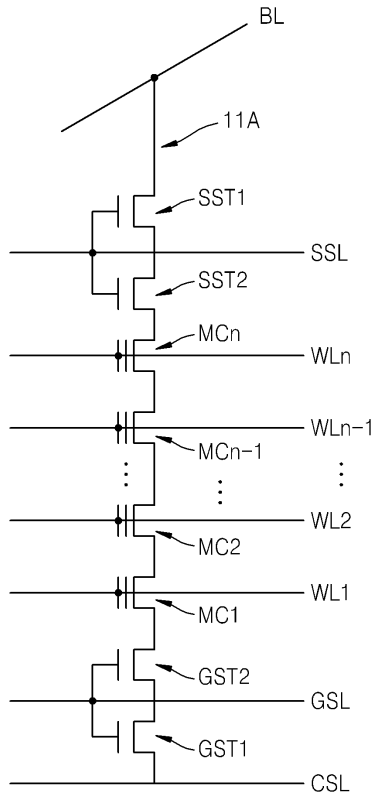 BL
11A
SST1
SSL
SST2
MCn
WLn
WLn-1
MCn-1
WL2
MC2
WL1
MC1
GST2
GSL
GST1
CSL